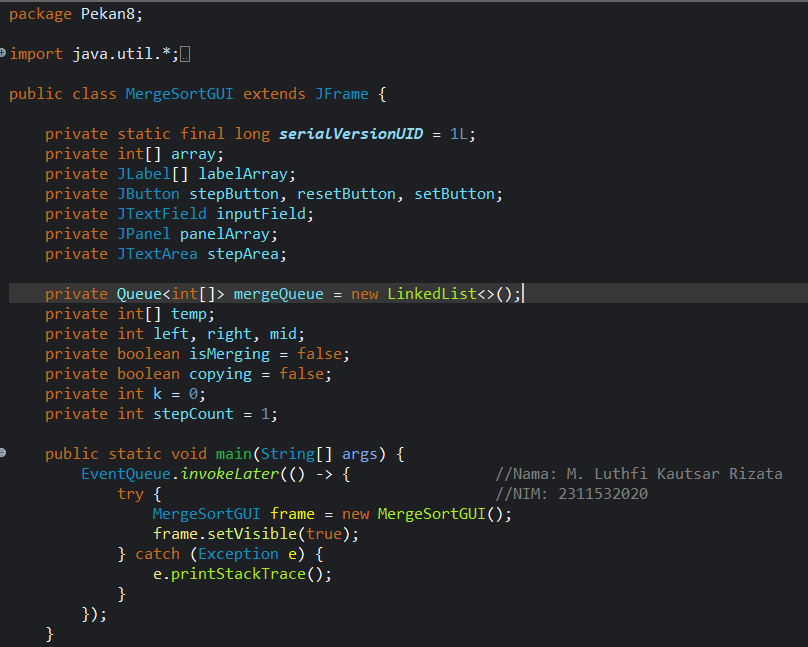 package Pekan8;
import java.util.*;
public class MergeSortGUI extends JFrame {
private static final long serialVersionUID = 1L;
private int[] array;
private JLabel[] labelArray;
private JButton stepButton, resetButton, setButton;
private JTextField inputField;
private JPanel panelArray;
private JTextArea stepArea;
private Queue<int[]> mergeQueue = new LinkedList<>();
private int[] temp;
private int left, right, mid;
private boolean isMerging = false;
private boolean copying = false;
private int k = 0;
private int stepCount = 1;
public static void main(String[] args) {
EventQueue.invokeLater(() -> { //Nama: M. Luthfi Kautsar Rizata
try { //NIM: 2311532020
MergeSortGUI frame = new MergeSortGUI();
frame.setVisible(true);
} catch (Exception e) {
e.printStackTrace();
}
});
}